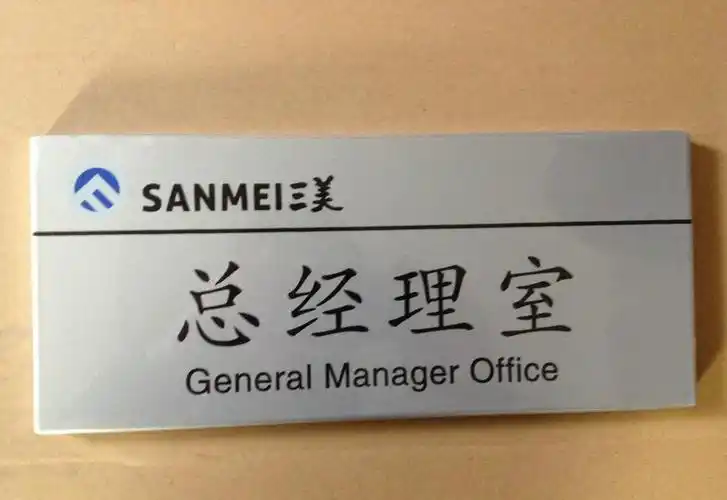 SANMEI三美
总经理室
General Manager Office